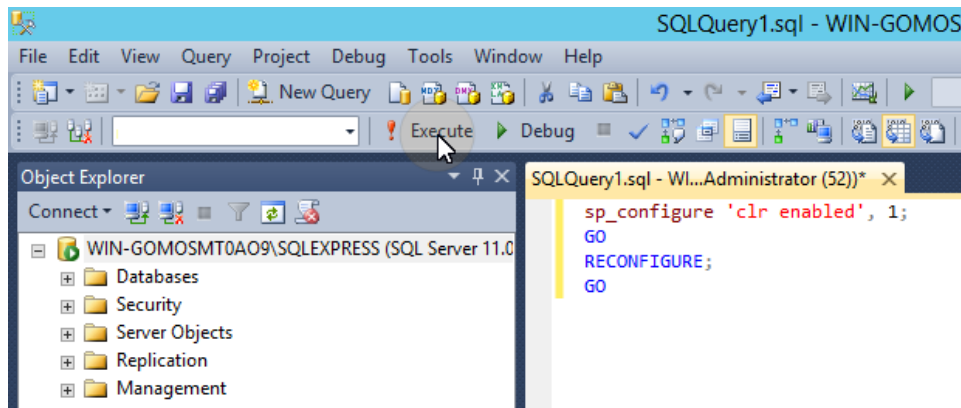 SQLQuery1.sql - WIN-GOMOS
File Edit View Query Project Debug Tools Window Help
New Query
Execute Debug
Object Explorer
SQLQuery1.sql - WI...Administrator (52))*
Connect
WIN-GOMOSMT0AO9\SQLEXPRESS (SQL Server 11.0
Databases
Security
Server Objects
Replication
Management
sp_configure 'clr enabled', 1;
GO
RECONFIGURE;
GO